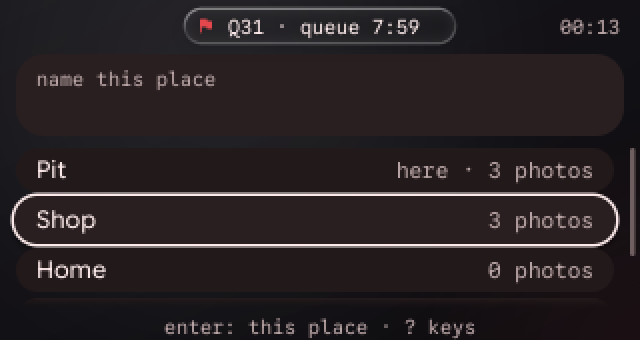 Q31 · queue 7:59
00:13
name this place
Pit
here · 3 photos
Shop
3 photos
Home
0 photos
enter: this place · ? keys